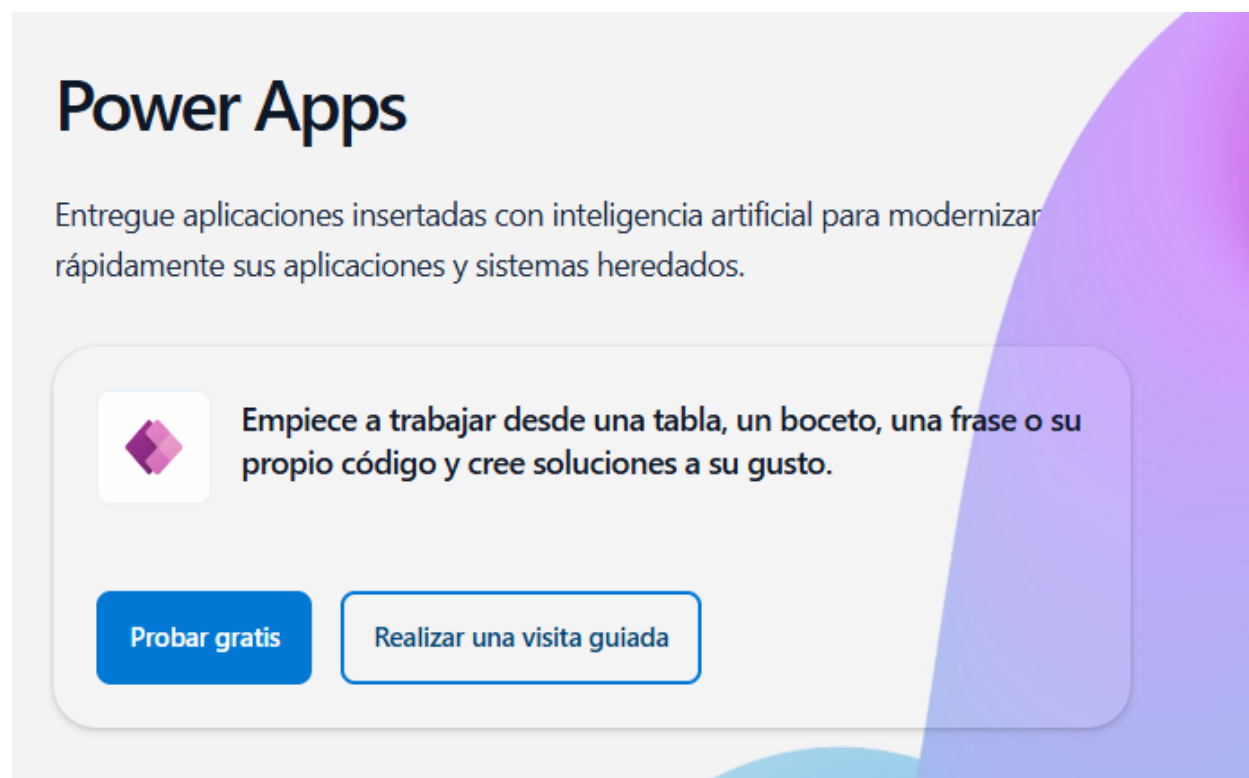 Power Apps
Entregue aplicaciones insertadas con inteligencia artificial para modernizar
rápidamente sus aplicaciones y sistemas heredados.
Empiece a trabajar desde una tabla, un boceto, una frase o su
propio código y cree soluciones a su gusto.
Probar gratis
Realizar una visita guiada